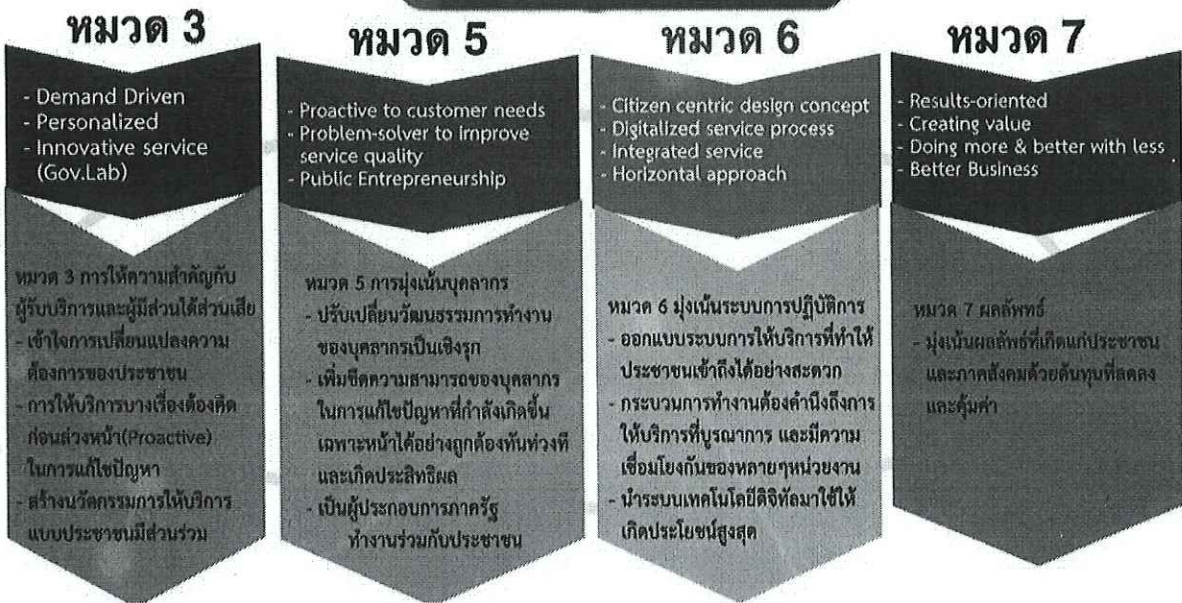 หมวด 3
- Demand Driven
- Personalized
- Innovative service
(Gov.Lab)
หมวด 3 การให้ความสำคัญกับ
ผู้รับบริการและผู้มีส่วนได้ส่วนเสีย
- เข้าใจการเปลี่ยนแปลงความ
ต้องการของประชาชน
- การให้บริการบางเรื่องต้องคิด
ก่อนล่วงหน้า(Proactive)
ในการแก้ไขปัญหา
- สร้างนวัตกรรมการให้บริการ
แบบประชาชนมีส่วนร่วม
หมวด 5
- Proactive to customer needs
- Problem-solver to improve
service quality
- Public Entrepreneurship
หมวด 5 การมุ่งเน้นบุคลากร
- ปรับเปลี่ยนวัฒนธรรมการทำงาน
ของบุคลากรเป็นเชิงรุก
- เพิ่มขีดความสามารถของบุคลากร
ในการแก้ไขปัญหาที่กำลังเกิดขึ้น
เฉพาะหน้าได้อย่างถูกต้องทันท่วงที
และเกิดประสิทธิผล
- เป็นผู้ประกอบการภาครัฐ
ทำงานร่วมกับประชาชน
หมวด 6
- Citizen centric design concept
- Digitalized service process
- Integrated service
- Horizontal approach
หมวด 6 มุ่งเน้นระบบการปฏิบัติการ
- ออกแบบระบบการให้บริการที่ทำให้
ประชาชนเข้าถึงได้อย่างสะดวก
- กระบวนการทำงานต้องคำนึงถึงการ
ให้บริการที่บูรณาการ และมีความ
เชื่อมโยงกันของหลายๆหน่วยงาน
- นำระบบเทคโนโลยีดิจิทัลมาใช้ให้
เกิดประโยชน์สูงสุด
หมวด 7
- Results-oriented
- Creating value
- Doing more & better with less
- Better Business
หมวด 7 ผลลัพทธ์
- มุ่งเน้นผลลัพธ์ที่เกิดแก่ประชาชน
และภาคสังคมด้วยต้นทุนที่ลดลง
และคุ้มค่า